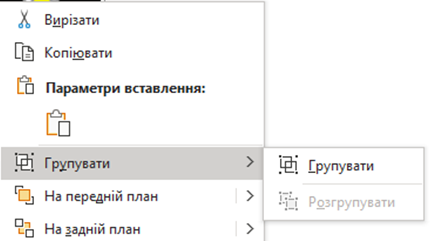 Вирізати
Копіювати
Параметри вставлення:
Групувати
Групувати
На передній план
Розгрупувати
На задній план